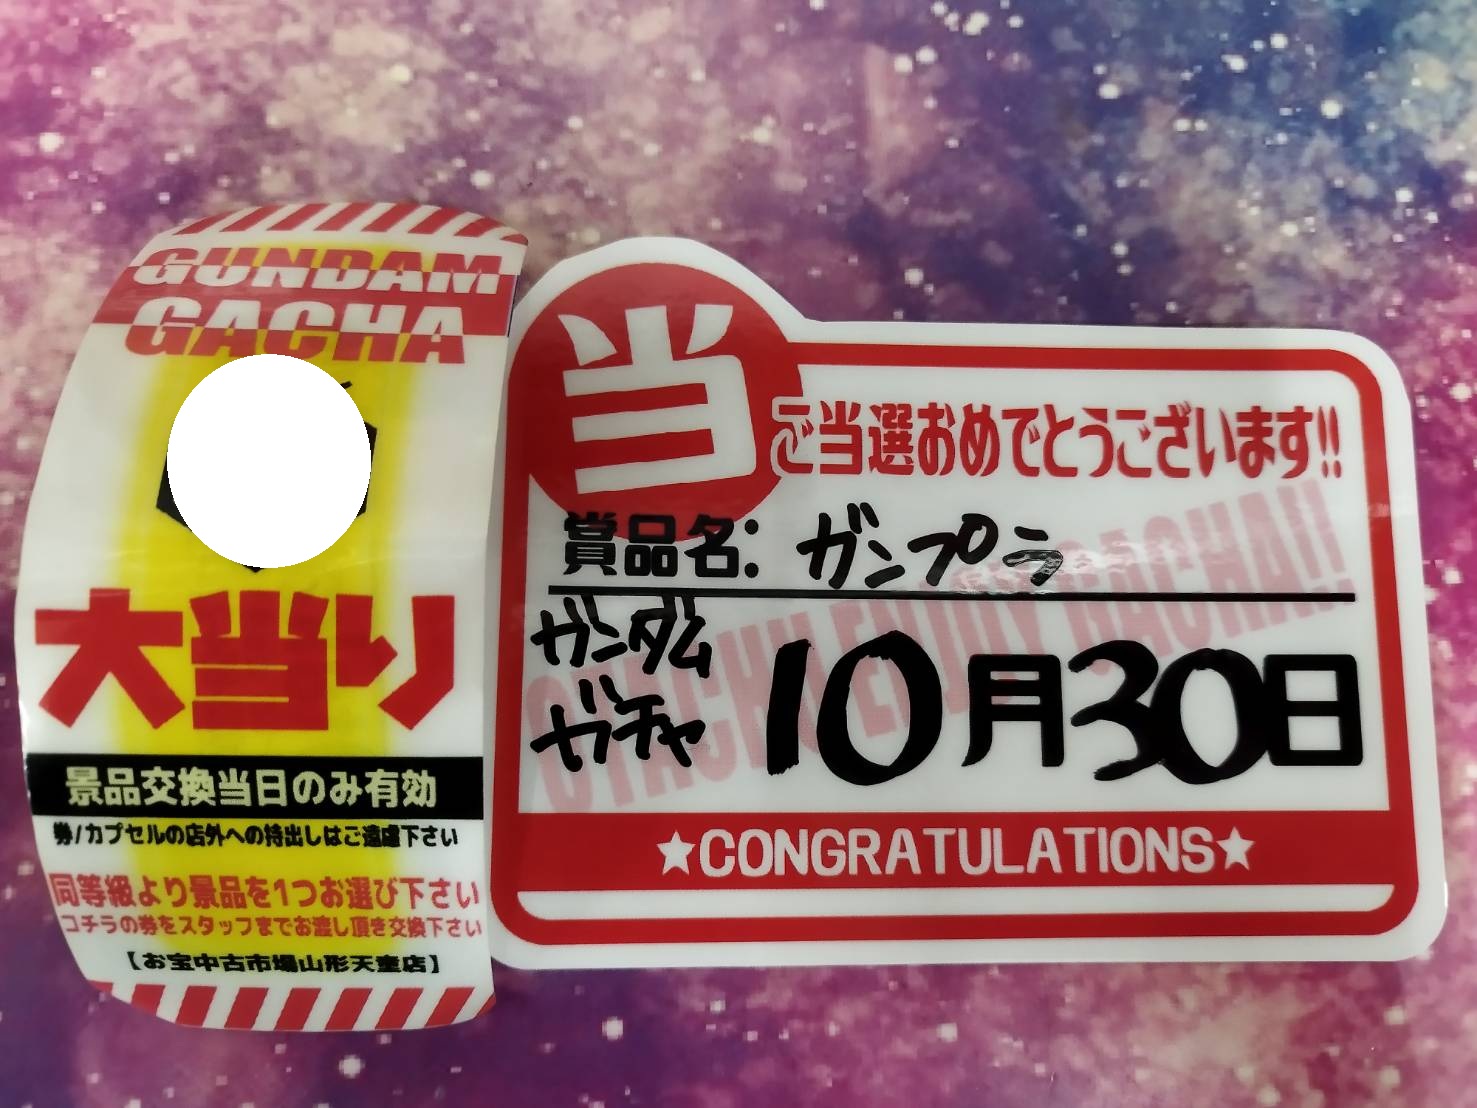 GUNDAM
GACHA
大当り
景品交換当日のみ有効
券/カプセルの店外への持出しはご遠慮下さい
同等級より景品を1つお選び下さい
コチラの券をスタッフまでお渡し頂き交換下さい
【お宝中古市場山形天童店】
当
ご当選おめでとうございます!!
賞品名: ガンプラ
ガンダム
ガチャ
10月30日
GYACHU ENJOY GACHA!!
★CONGRATULATIONS★